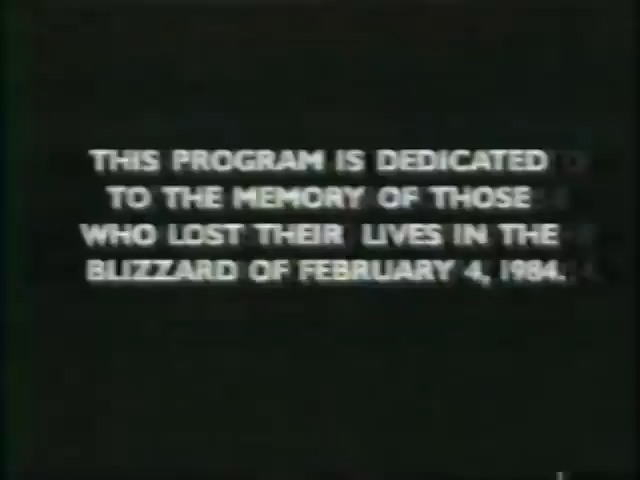 THIS PROGRAM IS DEDICATED
TO THE MEMORY OF THOSE
WHO LOST THEIR LIVES IN THE
BLIZZARD OF FEBRUARY 4, 1984.